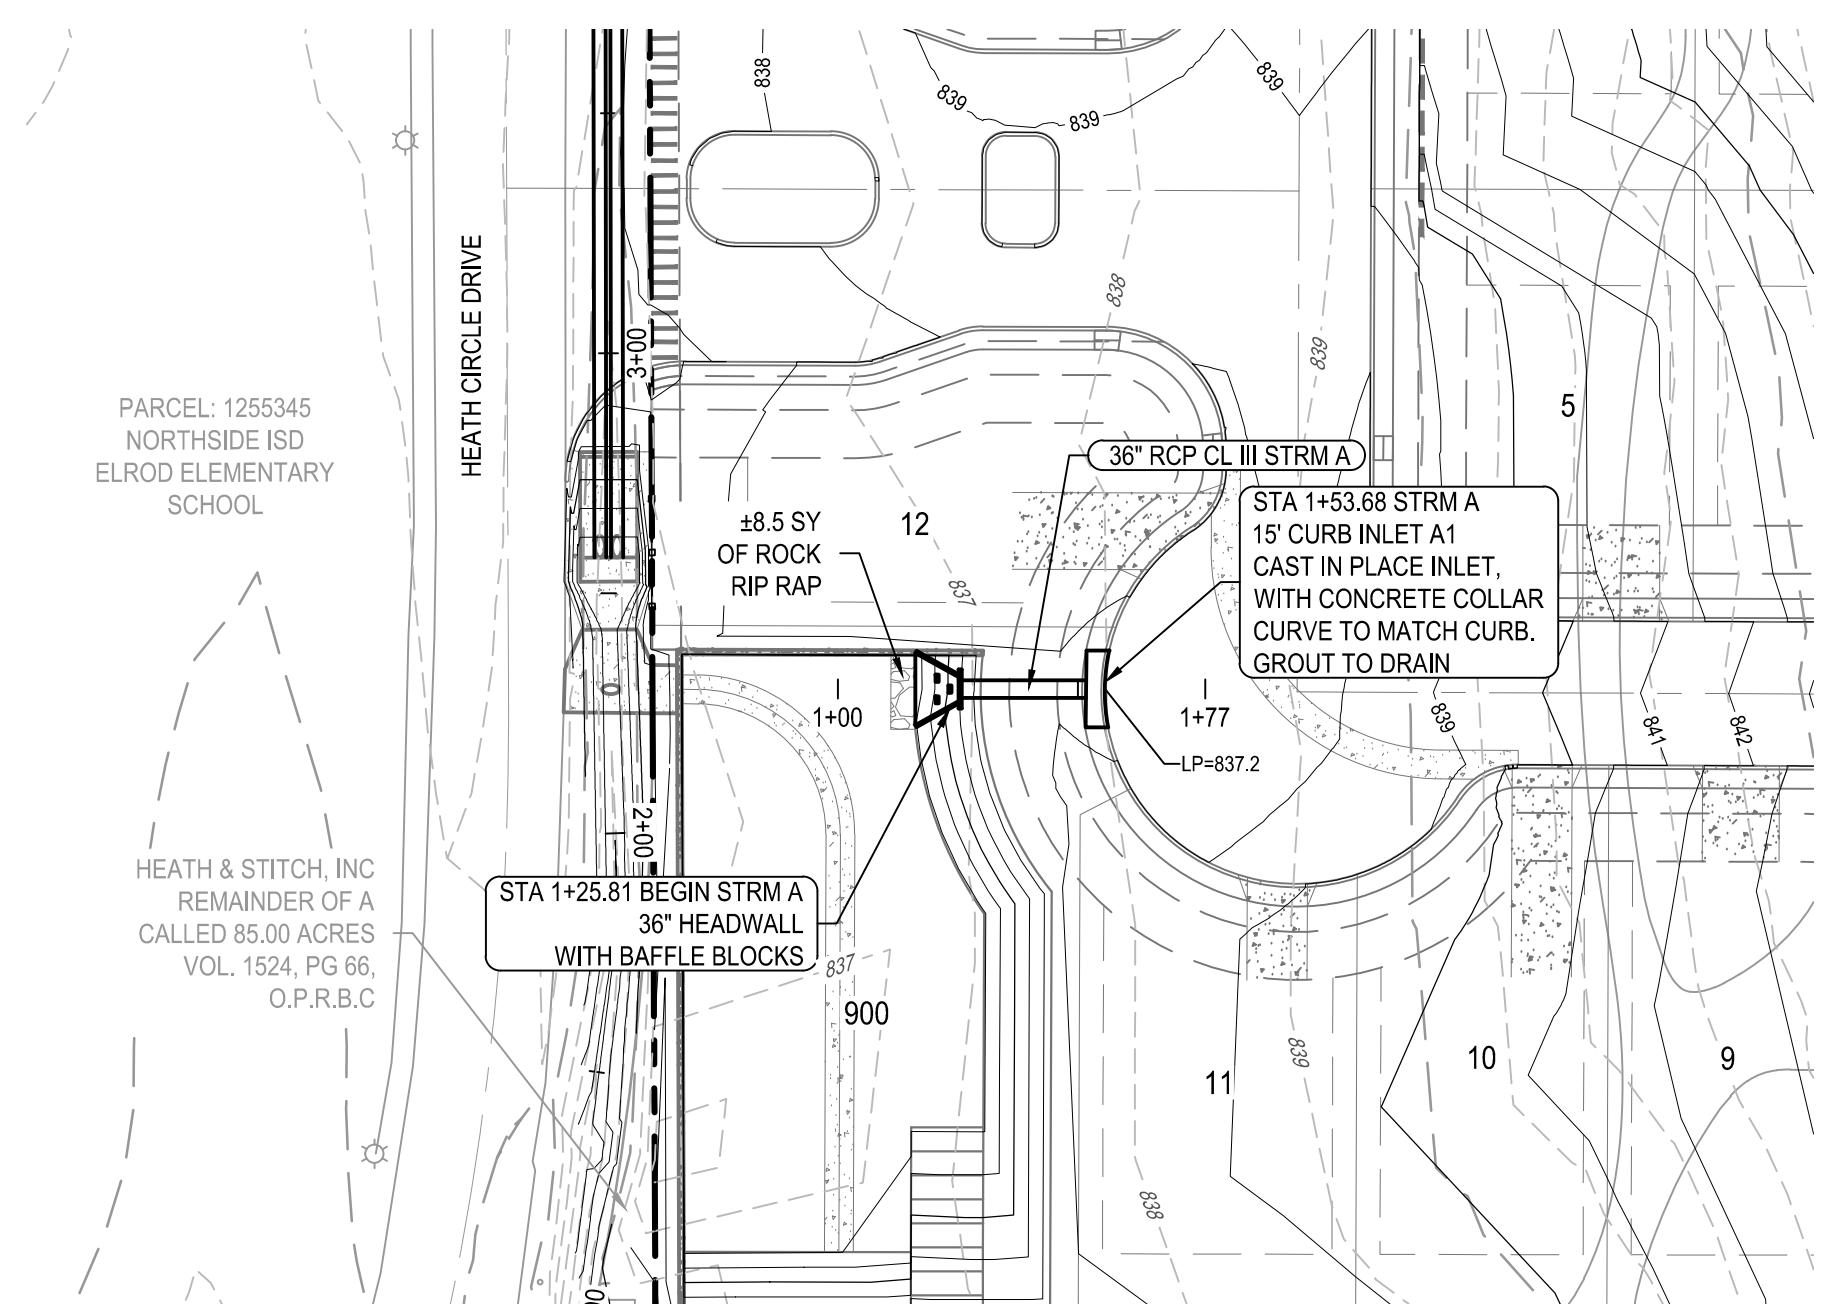 838
839
839
839
838
839
HEATH CIRCLE DRIVE
3+00
PARCEL: 1255345
NORTHSIDE ISD
ELROD ELEMENTARY
SCHOOL
5
36" RCP CL III STRM A
±8.5 SY
OF ROCK
RIP RAP
12
STA 1+53.68 STRM A
15' CURB INLET A1
CAST IN PLACE INLET,
WITH CONCRETE COLLAR
CURVE TO MATCH CURB.
GROUT TO DRAIN
837
1+00
1+77
839
841
842
LP=837.2
2+00
HEATH & STITCH, INC
REMAINDER OF A
CALLED 85.00 ACRES
VOL. 1524, PG 66,
O.P.R.B.C
STA 1+25.81 BEGIN STRM A
36" HEADWALL
WITH BAFFLE BLOCKS
837
900
839
11
10
9
838